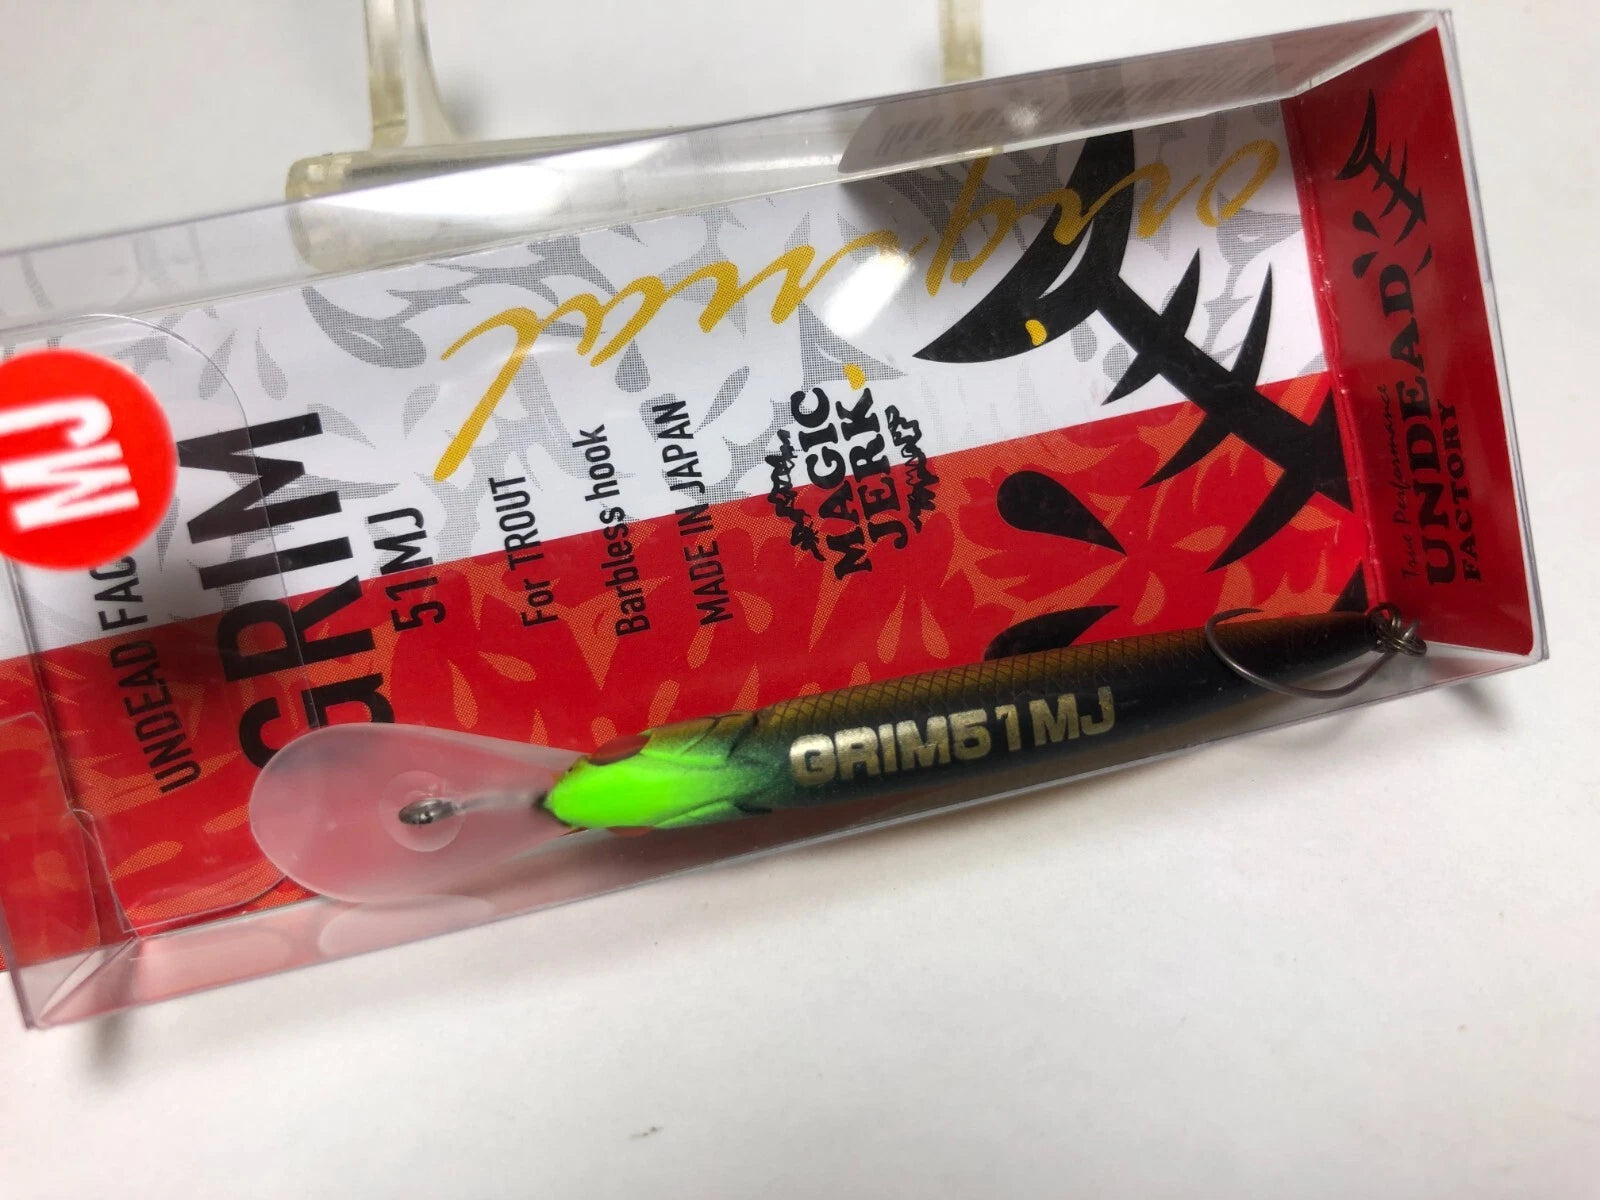 MJ
UNDEAD FAC
GRIM
51MJ
original
For TROUT
Barbless hook
MADE IN JAPAN
MAGIC
JERK
True Performance
UNDEAD
FACTORY
GRIM51MJ